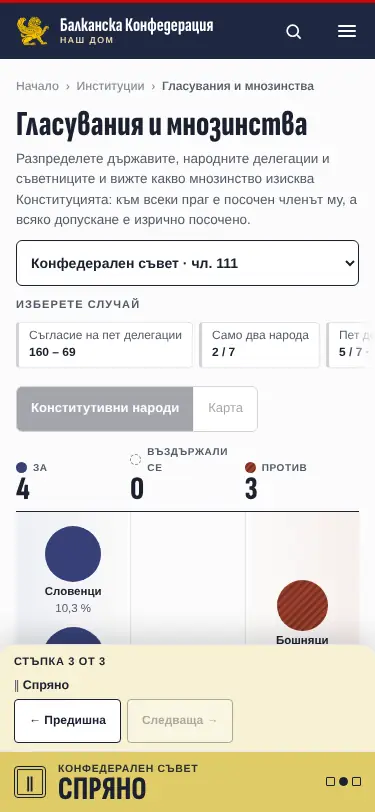 Балканска Конфедерация
НАШ ДОМ
Начало › Институции › Гласувания и мнозинства
Гласувания и мнозинства
Разпределете държавите, народните делегации и
съветниците и вижте какво мнозинство изисква
Конституцията: към всеки праг е посочен членът му, а
всяко допускане е изрично посочено.
Конфедерален съвет · чл. 111
ИЗБЕРЕТЕ СЛУЧАЙ
Съгласие на пет делегации
160 – 69
Само два народа
2 / 7
Пет
5 / 7
Конститутивни народи
Карта
ЗА
4
ВЪЗДЪРЖАЛИ
СЕ
0
ПРОТИВ
3
Словенци
10,3 %
Бошняци
СТЪПКА 3 ОТ 3
Спряно
← Предишна
Следваща →
КОНФЕДЕРАЛЕН СЪВЕТ
СПРЯНО